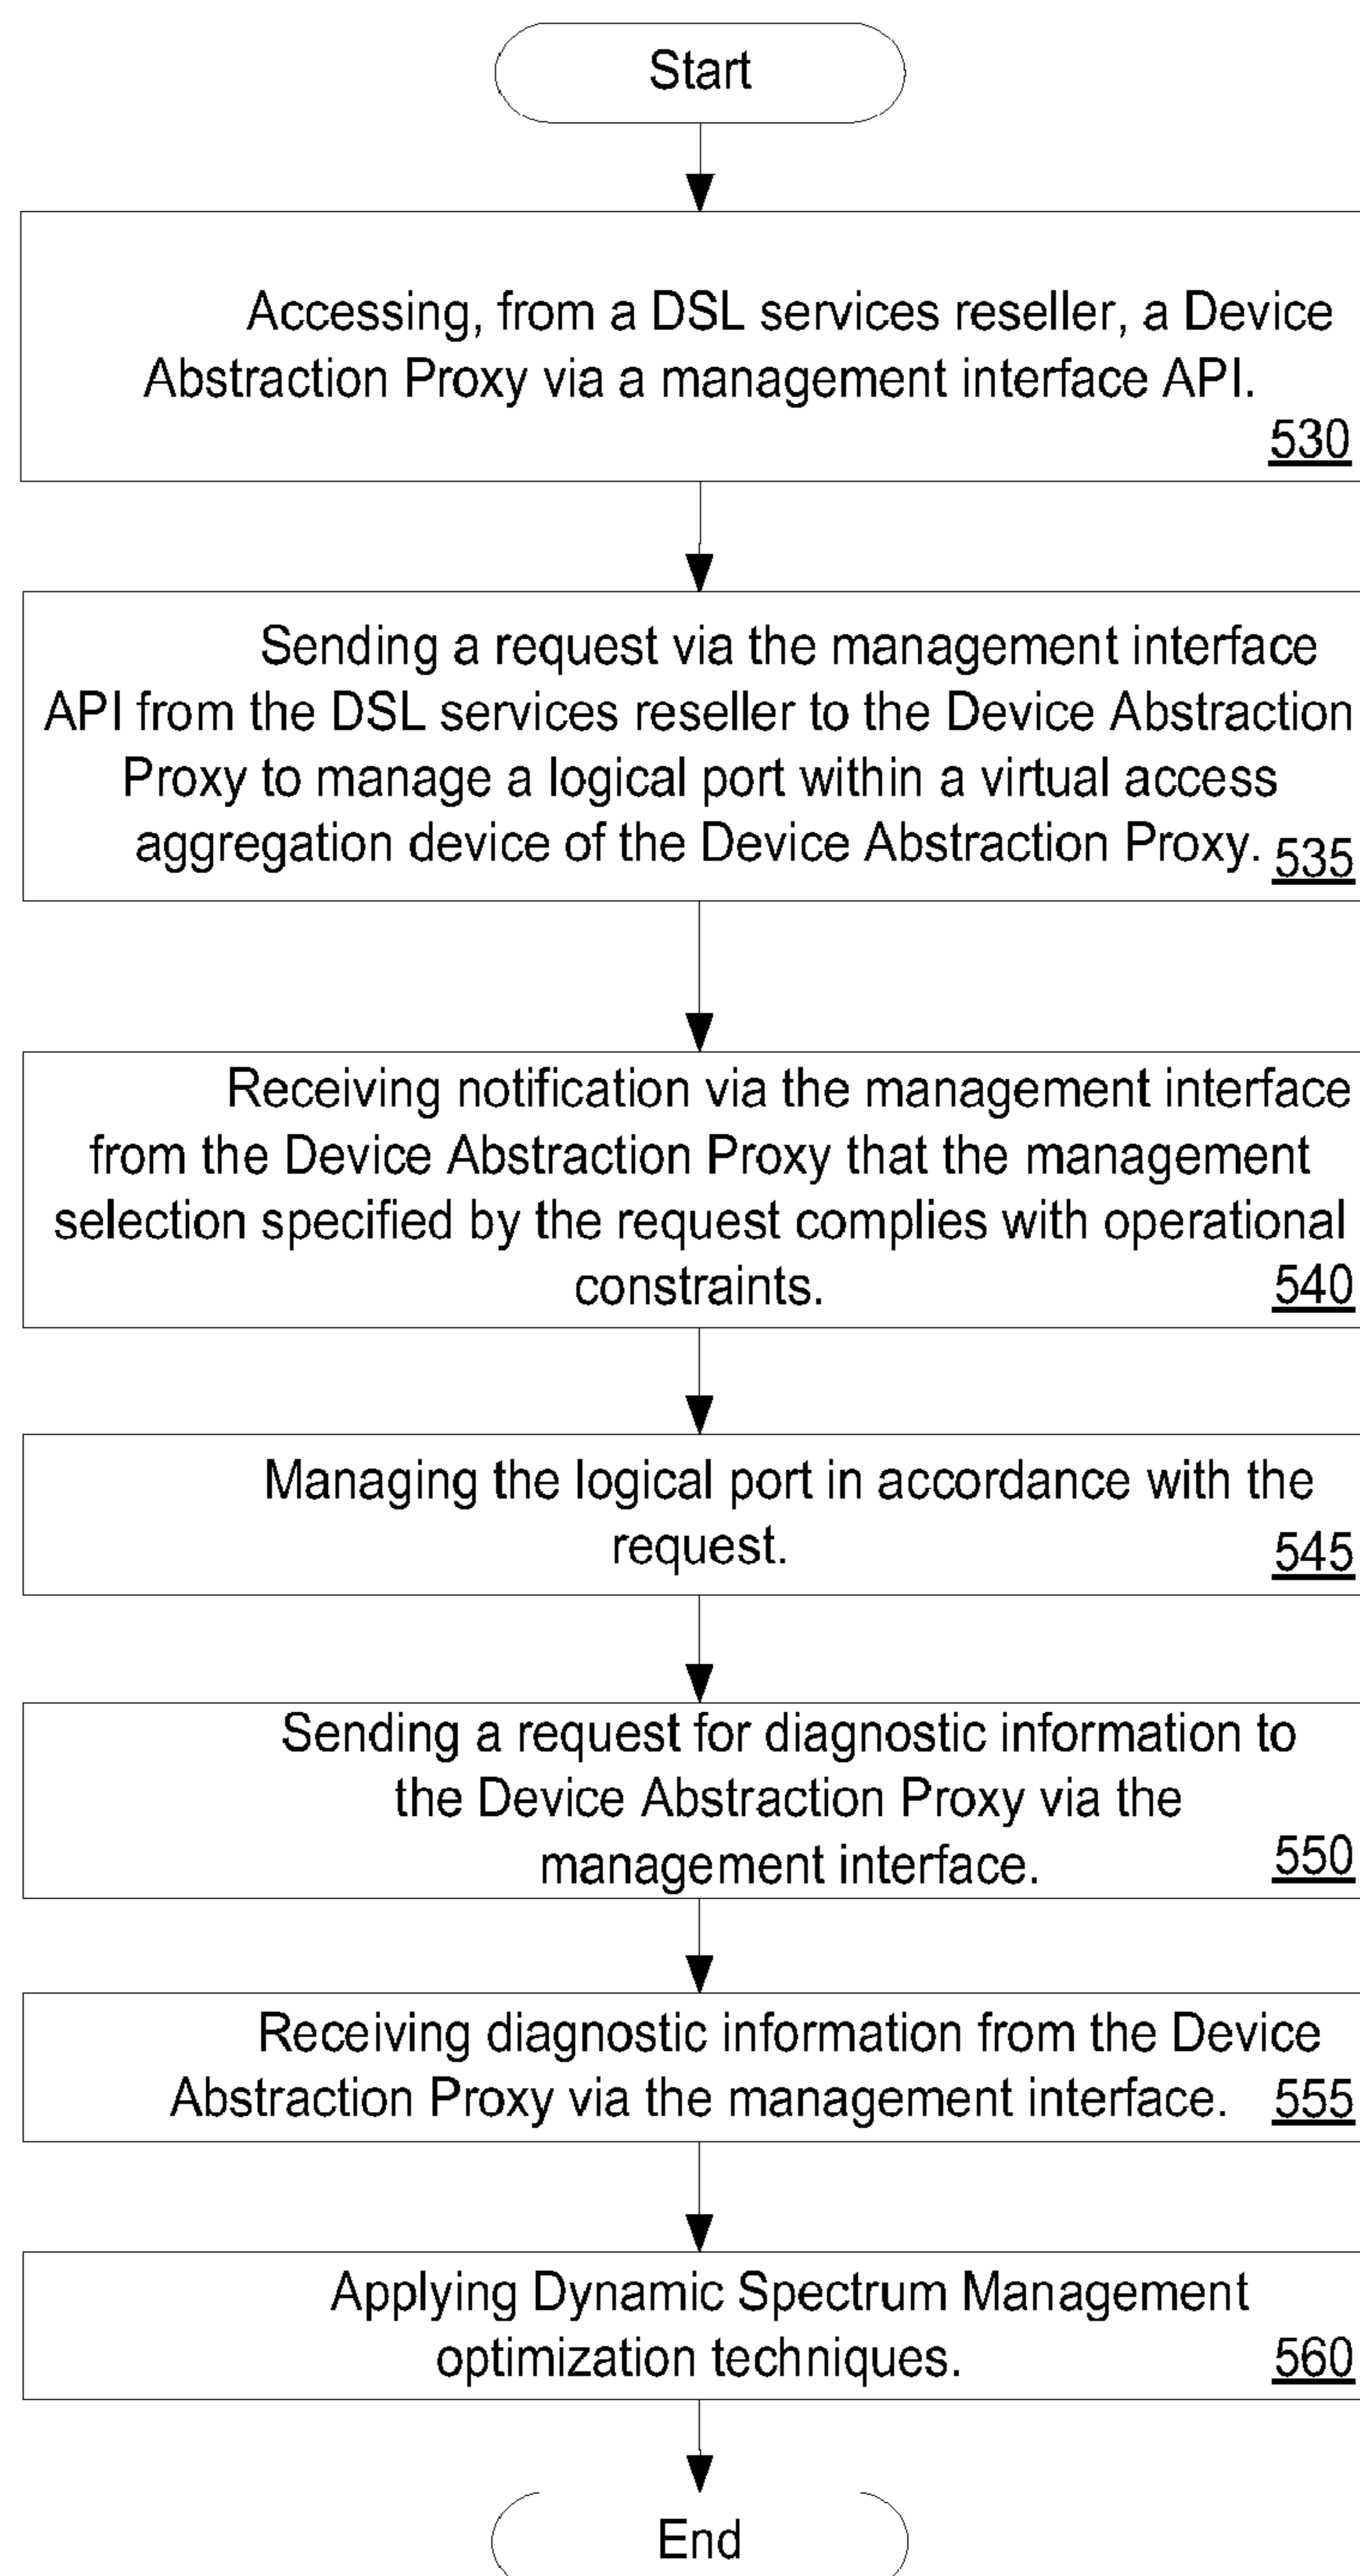 Start
Accessing, from a DSL services reseller, a Device
Abstraction Proxy via a management interface API.
530
Sending a request via the management interface
API from the DSL services reseller to the Device Abstraction
Proxy to manage a logical port within a virtual access
aggregation device of the Device Abstraction Proxy. 535
Receiving notification via the management interface
from the Device Abstraction Proxy that the management
selection specified by the request complies with operational
constraints. 540
Managing the logical port in accordance with the
request. 545
Sending a request for diagnostic information to
the Device Abstraction Proxy via the
management interface. 550
Receiving diagnostic information from the Device
Abstraction Proxy via the management interface. 555
Applying Dynamic Spectrum Management
optimization techniques. 560
End